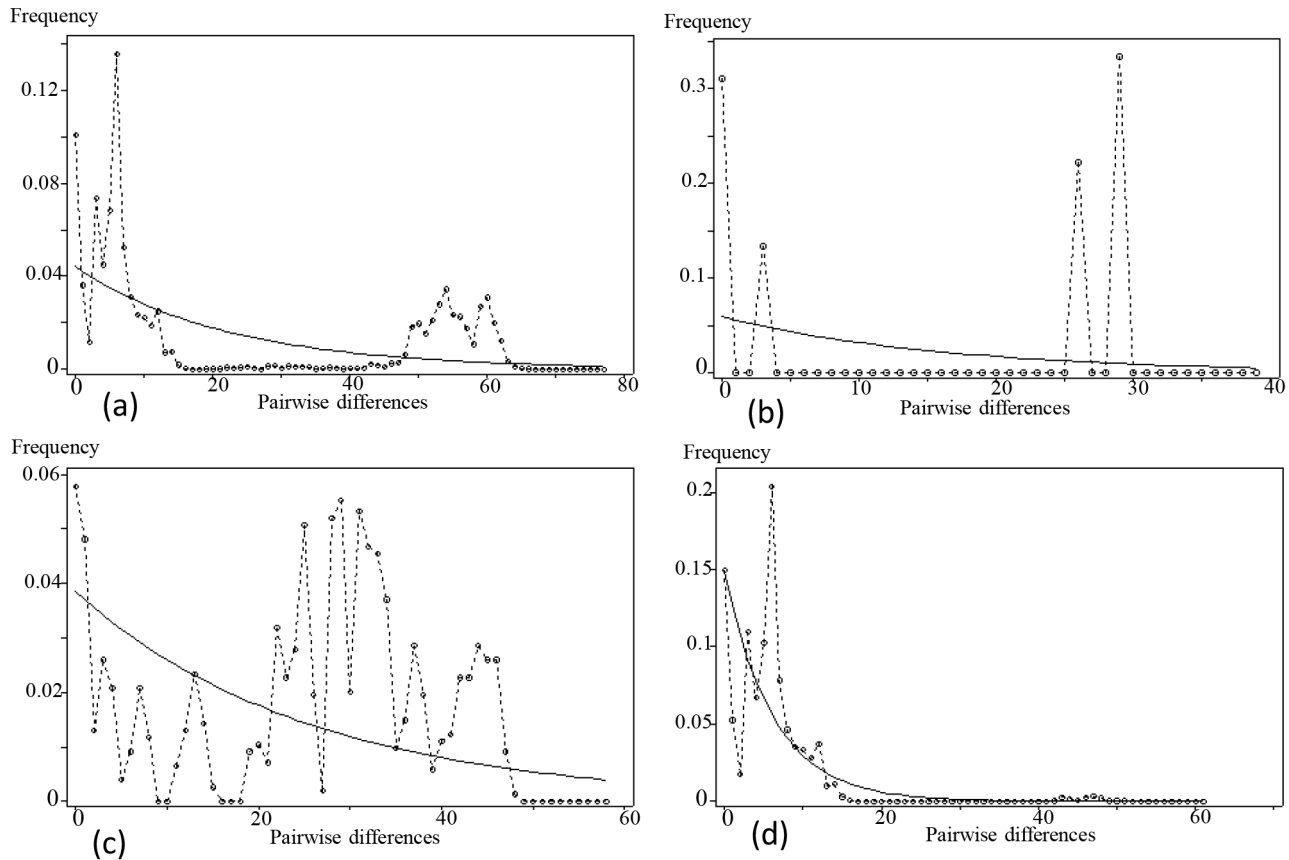 Frequency
0.12
0.08
0.04
0
0 20 40 60 80
Pairwise differences
(a)
Frequency
0.3
0.2
0.1
0
0 10 20 30 40
Pairwise differences
(b)
Frequency
0.06
0.04
0.02
0
0 20 40 60
Pairwise differences
(c)
Frequency
0.2
0.15
0.1
0.05
0
0 20 40 60
Pairwise differences
(d)